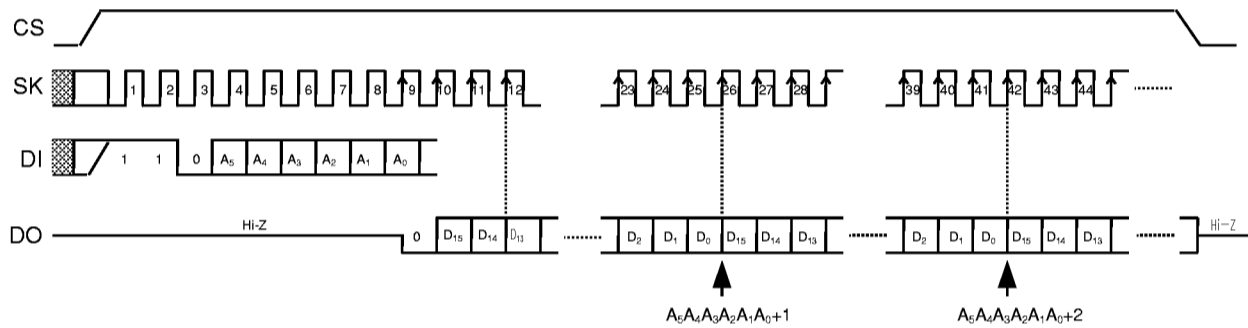 CS
SK 1 2 3 4 5 6 7 8 9 10 11 12 23 24 25 26 27 28 39 40 41 42 43 44
DI 1 1 0 A₅ A₄ A₃ A₂ A₁ A₀
DO Hi-Z 0 D₁₅ D₁₄ D₁₃ D₂ D₁ D₀ D₁₅ D₁₄ D₁₃ D₂ D₁ D₀ D₁₅ D₁₄ D₁₃ Hi-Z
A₅A₄A₃A₂A₁A₀+1 A₅A₄A₃A₂A₁A₀+2